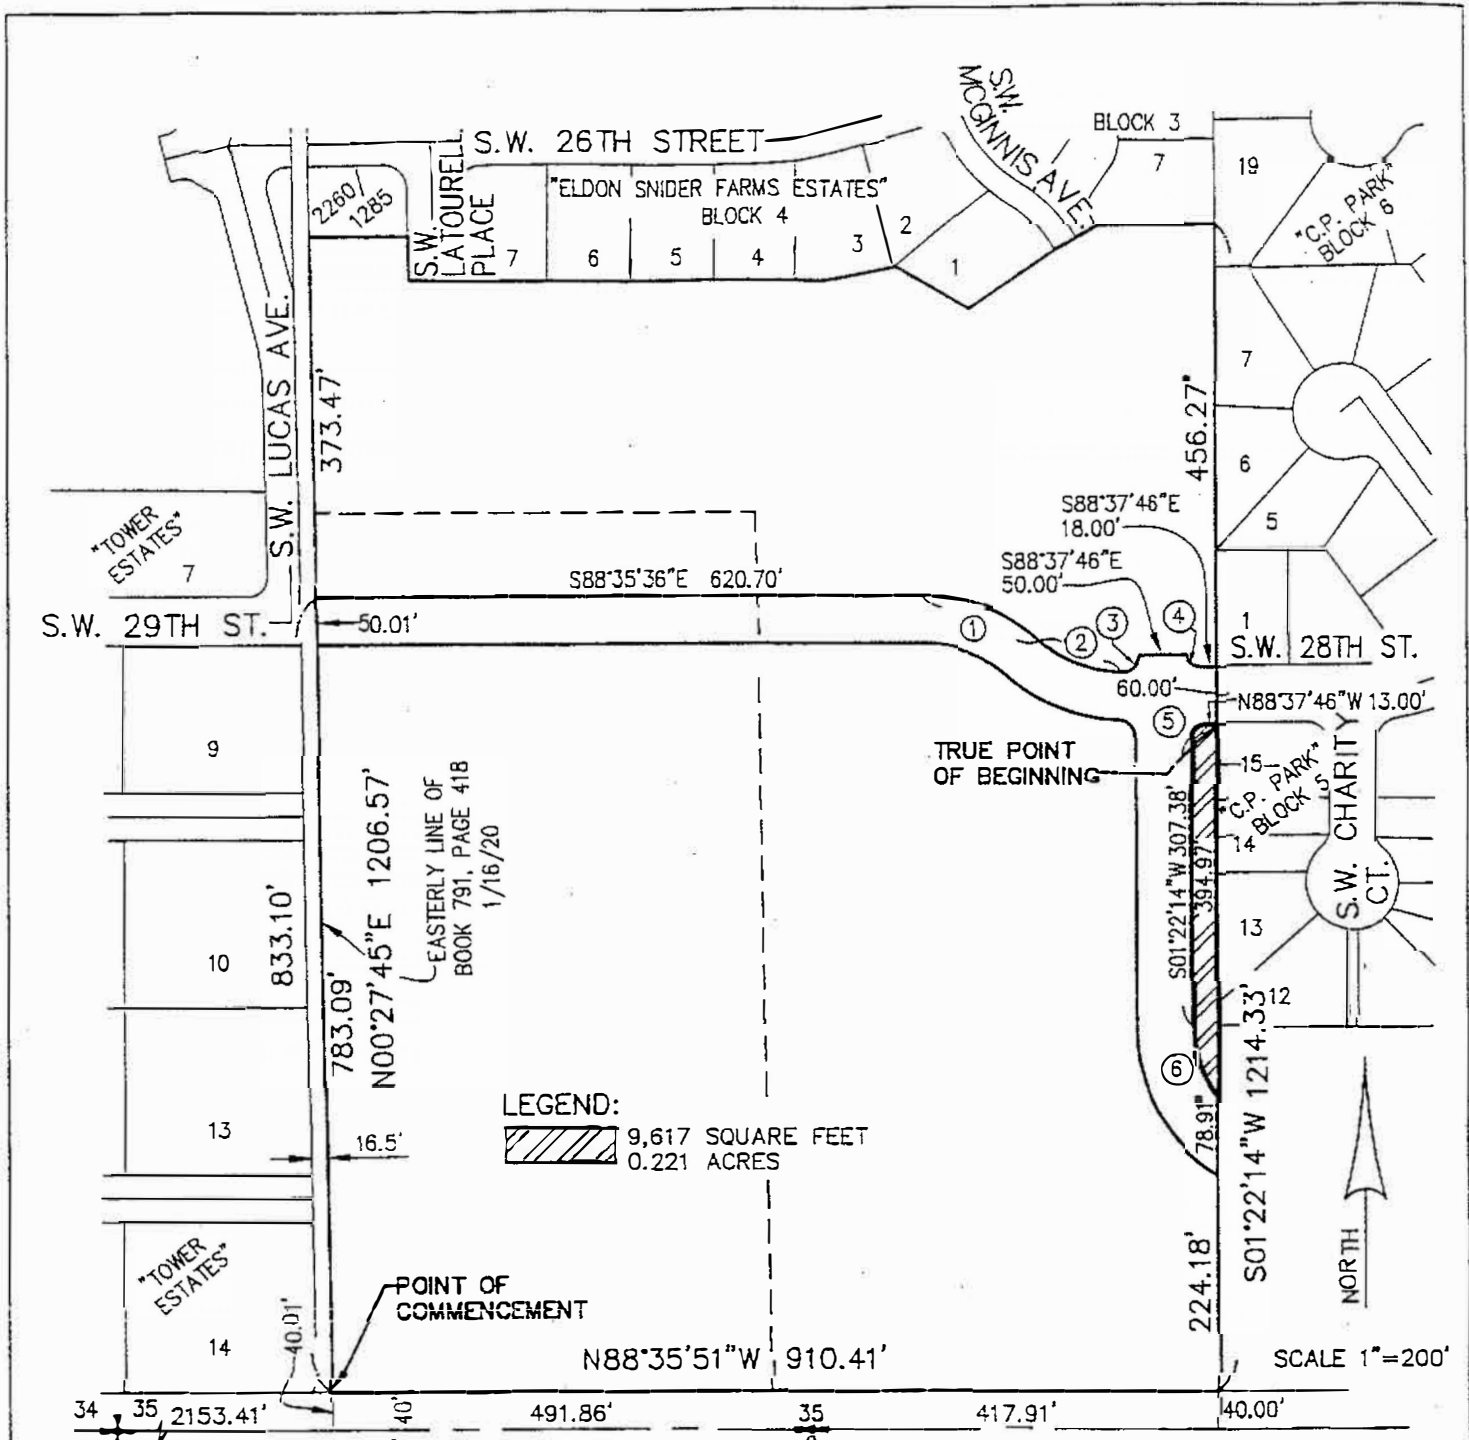 S.W. 26TH STREET
S.W.
MCGINNIS AVE.
BLOCK 3
7
19
2260/
1285
S.W.
LATOURELL
PLACE
"ELDON SNIDER FARMS ESTATES"
BLOCK 4
7
6
5
4
3
2
1
"C.P. PARK"
BLOCK 6
S.W. LUCAS AVE.
373.47'
456.27"
7
6
5
1
"TOWER
ESTATES"
7
S88°37'46"E
18.00'
S88°37'46"E
50.00'
S88°35'36"E 620.70'
S.W. 29TH ST.
50.01'
1
2
3
4
S.W. 28TH ST.
60.00'
N88°37'46"W 13.00'
5
TRUE POINT
OF BEGINNING
15
"C.P. PARK"
BLOCK 5
S.W. CHARITY
CT.
14
13
12
S01°22'14"W 307.38'
394.97'
9
10
13
833.10'
783.09'
N00°27'45"E 1206.57'
EASTERLY LINE OF
BOOK 791, PAGE 418
1/16/20
6
78.91"
S01°22'14"W 1214.33'
LEGEND:
9,617 SQUARE FEET
0.221 ACRES
16.5'
"TOWER
ESTATES"
14
40.01'
POINT OF
COMMENCEMENT
224.18'
NORTH
N88°35'51"W 910.41'
SCALE 1"=200'
34 35 2153.41' 40' 491.86' 35 417.91' 40.00'